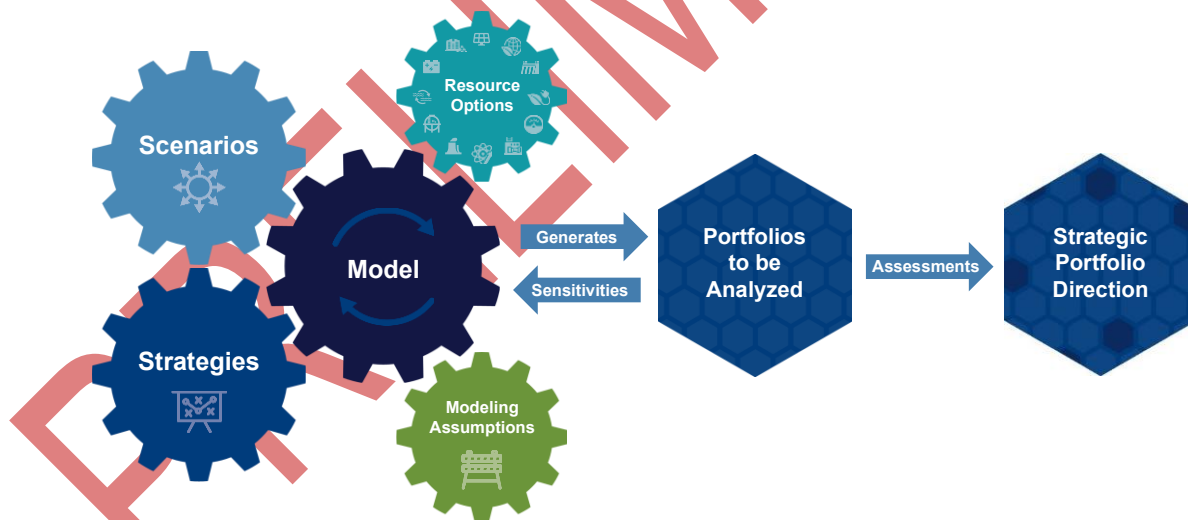 Scenarios
Resource
Options
Model
Strategies
Modeling
Assumptions
Generates
Sensitivities
Portfolios
to be
Analyzed
Assessments
Strategic
Portfolio
Direction